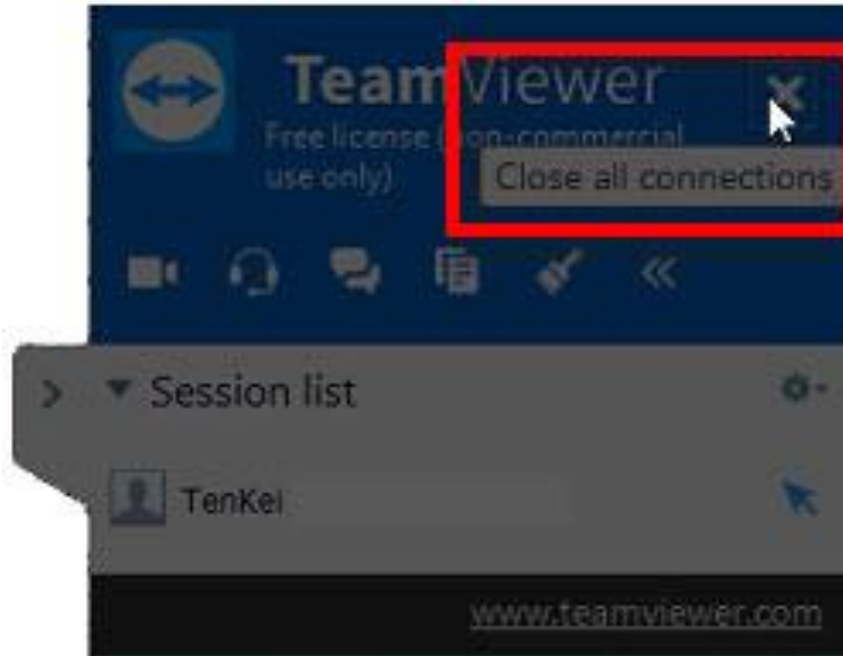 TeamViewer
Free license (non-commercial
use only)
Close all connections
Session list
TenKei
www.teamviewer.com